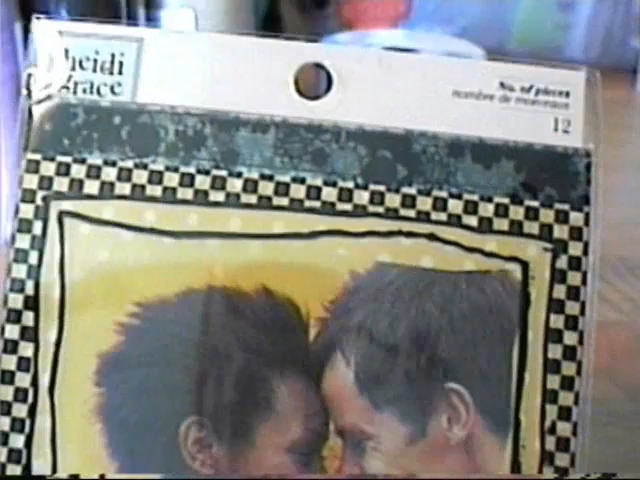 heidi
grace
No. of pieces
nombre de morceaux
12